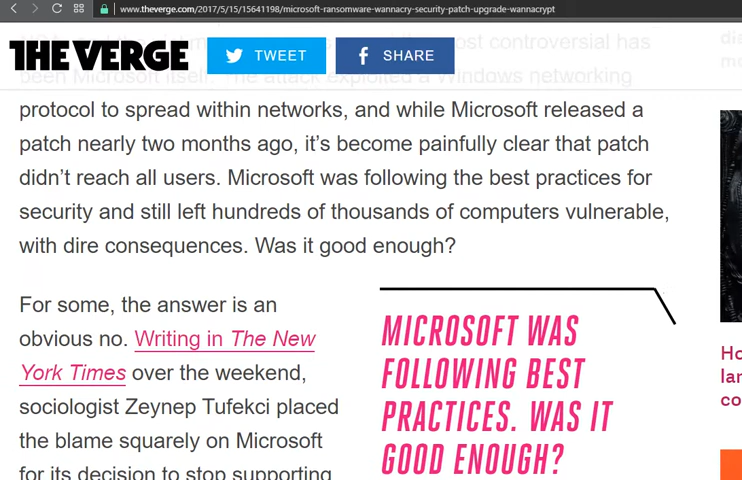 www.theverge.com/2017/5/15/15641198/microsoft-ransomware-wannacry-security-patch-upgrade-wannacrypt
THE VERGE
TWEET
SHARE
ost controversial has
been Microsoft itself. The attack exploited a Windows networking
protocol to spread within networks, and while Microsoft released a
patch nearly two months ago, it's become painfully clear that patch
didn't reach all users. Microsoft was following the best practices for
security and still left hundreds of thousands of computers vulnerable,
with dire consequences. Was it good enough?
For some, the answer is an
obvious no. Writing in The New
York Times over the weekend,
sociologist Zeynep Tufekci placed
the blame squarely on Microsoft
for its decision to stop supporting
MICROSOFT WAS
FOLLOWING BEST
PRACTICES. WAS IT
GOOD ENOUGH?
Ho
lar
co